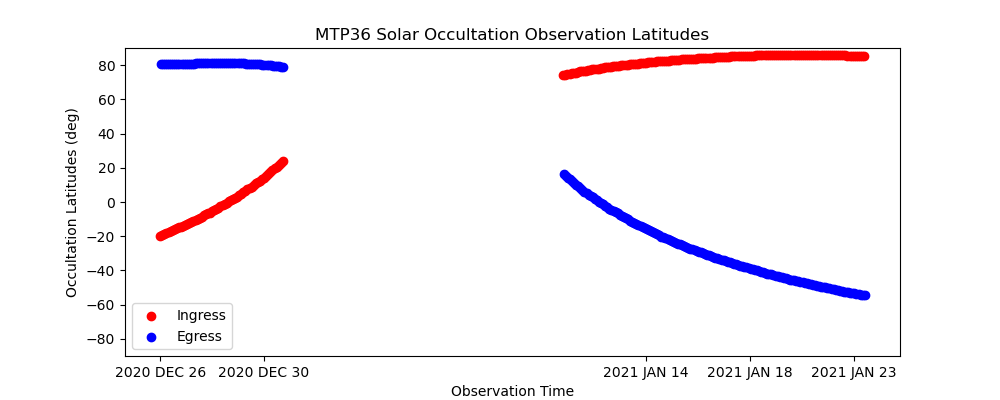 MTP36 Solar Occultation Observation Latitudes
Occultation Latitudes (deg)
80
60
40
20
0
−20
−40
−60
−80
Ingress
Egress
2020 DEC 26 2020 DEC 30 2021 JAN 14 2021 JAN 18 2021 JAN 23
Observation Time